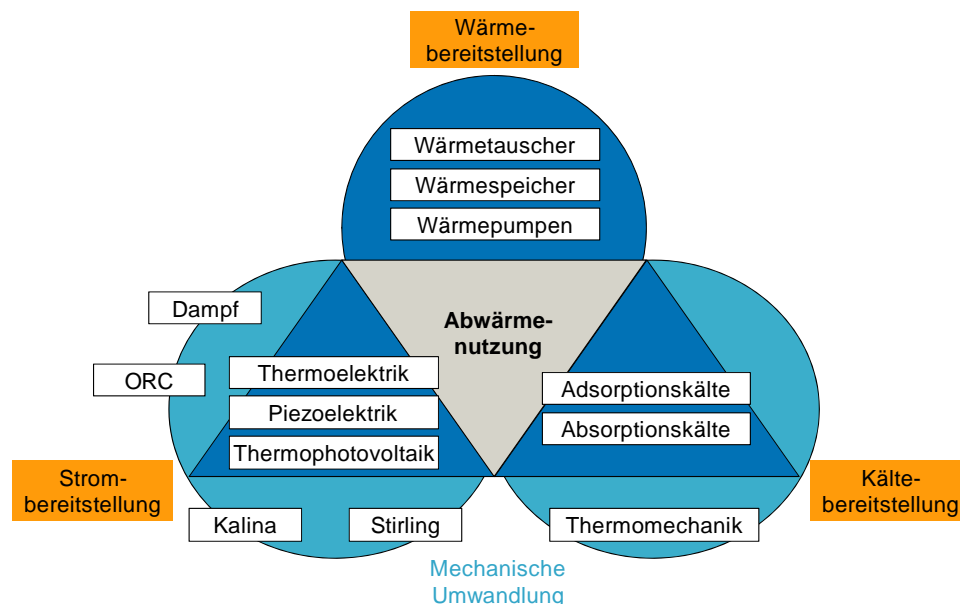 Wärme-
bereitstellung
Wärmetauscher
Wärmespeicher
Wärmepumpen
Abwärme-
nutzung
Dampf
ORC
Thermoelektrik
Piezoelektrik
Thermophotovoltaik
Adsorptionskälte
Absorptionskälte
Strom-
bereitstellung
Kälte-
bereitstellung
Kalina
Stirling
Thermomechanik
Mechanische
Umwandlung